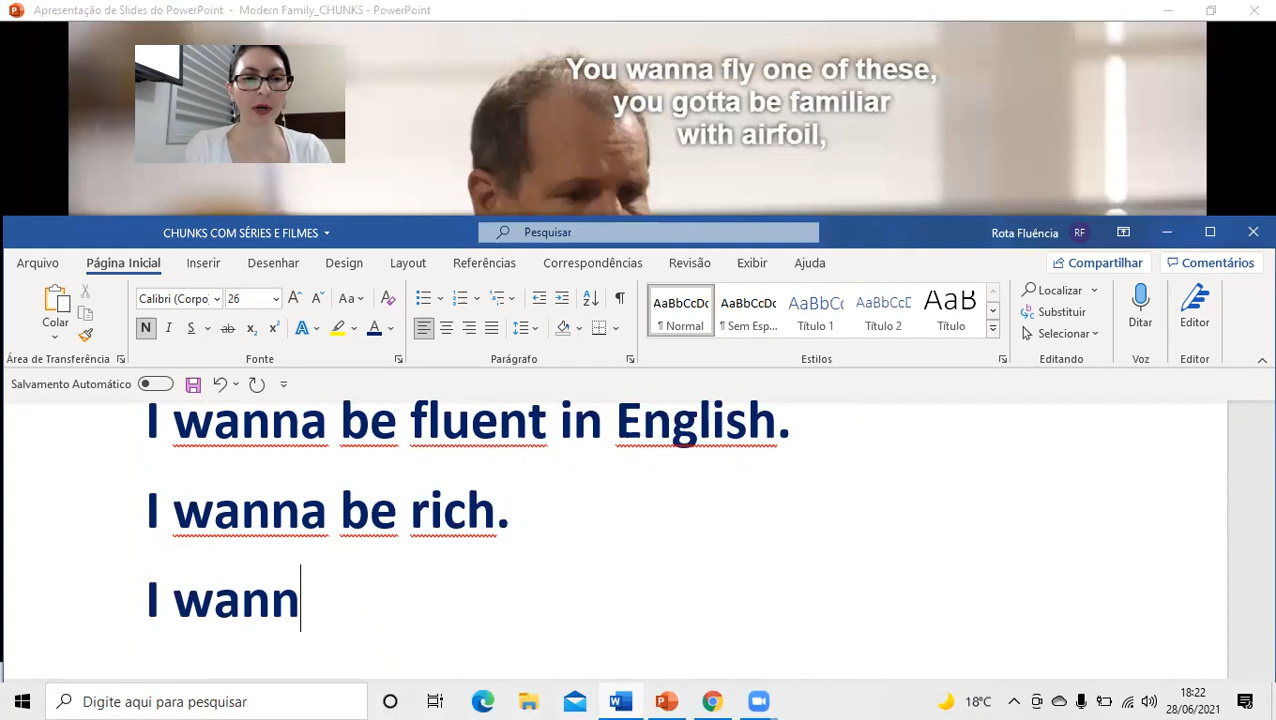 Apresentação de Slides do PowerPoint - Modern Family_CHUNKS - PowerPoint
You wanna fly one of these,
you gotta be familiar
with airfoil,
CHUNKS COM SÉRIES E FILMES
Pesquisar
Rota Fluência
RF
Arquivo
Página Inicial
Inserir
Desenhar
Design
Layout
Referências
Correspondências
Revisão
Exibir
Ajuda
Compartilhar
Comentários
Colar
Área de Transferência
Calibri (Corpo)
26
Fonte
Parágrafo
AaBbCcDc
¶ Normal
AaBbCcDc
¶ Sem Esp...
AaBbCc
Título 1
AaBbCcD
Título 2
AaB
Título
Estilos
Localizar
Substituir
Selecionar
Editando
Ditar
Voz
Editor
Editor
Salvamento Automático
I wanna be fluent in English.
I wanna be rich.
I wann
Digite aqui para pesquisar
18°C
18:22
28/06/2021